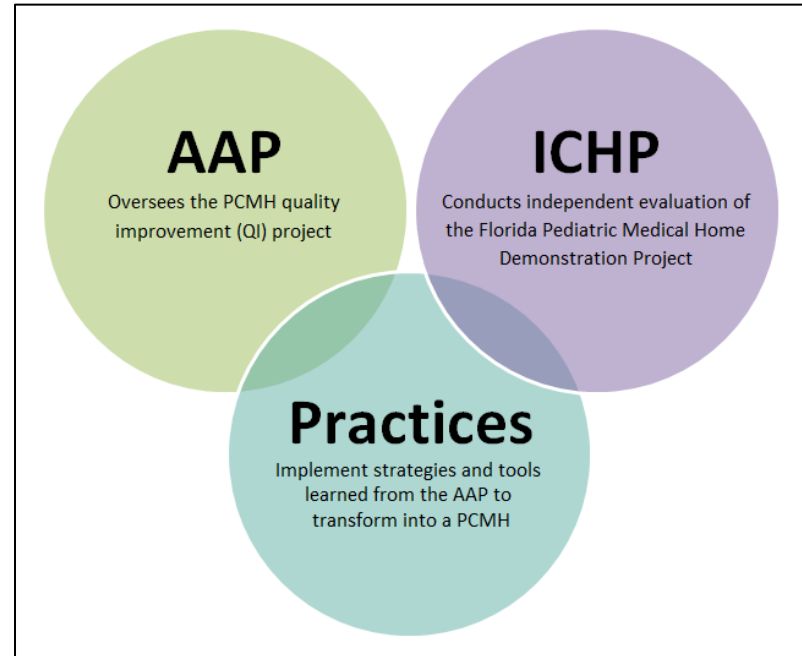 AAP
Oversees the PCMH quality
improvement (QI) project
ICHP
Conducts independent evaluation of
the Florida Pediatric Medical Home
Demonstration Project
Practices
Implement strategies and tools
learned from the AAP to
transform into a PCMH